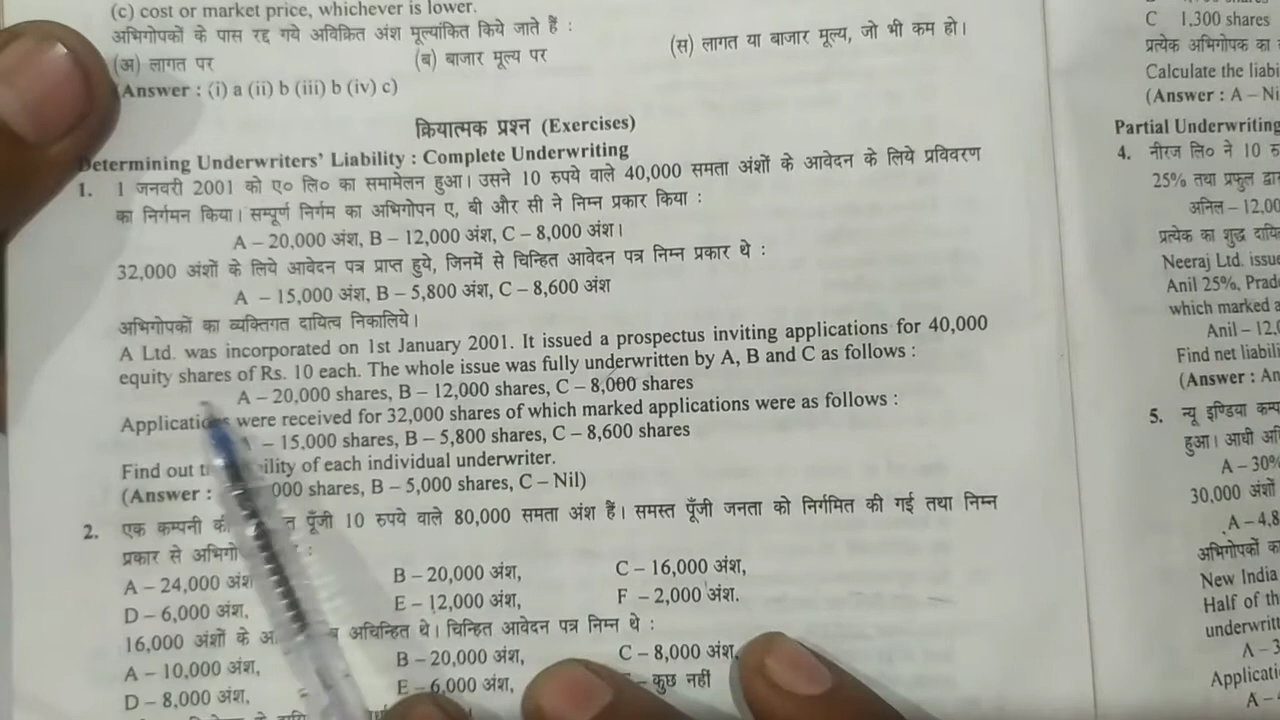 (c) cost or market price, whichever is lower.
अभिगोपकों के पास रद्द गये अविक्रित अंश मूल्यांकित किये जाते हैं :
(अ) लागत पर (ब) बाजार मूल्य पर (स) लागत या बाजार मूल्य, जो भी कम हो।
(Answer : (i) a (ii) b (iii) b (iv) c)
क्रियात्मक प्रश्न (Exercises)
Determining Underwriters' Liability : Complete Underwriting
1. 1 जनवरी 2001 को ए० लि० का समामेलन हुआ। उसने 10 रुपये वाले 40,000 समता अंशों के आवेदन के लिये प्रविवरण
का निर्गमन किया। सम्पूर्ण निर्गम का अभिगोपन ए, बी और सी ने निम्न प्रकार किया :
A – 20,000 अंश, B – 12,000 अंश, C – 8,000 अंश।
32,000 अंशों के लिये आवेदन पत्र प्राप्त हुये, जिनमें से चिन्हित आवेदन पत्र निम्न प्रकार थे :
A – 15,000 अंश, B – 5,800 अंश, C – 8,600 अंश
अभिगोपकों का व्यक्तिगत दायित्व निकालिये।
A Ltd. was incorporated on 1st January 2001. It issued a prospectus inviting applications for 40,000
equity shares of Rs. 10 each. The whole issue was fully underwritten by A, B and C as follows :
A – 20,000 shares, B – 12,000 shares, C – 8,000 shares
Applications were received for 32,000 shares of which marked applications were as follows :
– 15,000 shares, B – 5,800 shares, C – 8,600 shares
Find out of each individual underwriter.
(Answer : 000 shares, B – 5,000 shares, C – Nil)
2. एक कम्पनी पूँजी 10 रुपये वाले 80,000 समता अंश हैं। समस्त पूँजी जनता को निर्गमित की गई तथा निम्न
प्रकार से :
A – 24,000 अंश B – 20,000 अंश, C – 16,000 अंश,
D – 6,000 अंश, E – 12,000 अंश, F – 2,000 अंश.
16,000 अंशों के अचिन्हित थे। चिन्हित आवेदन पत्र निम्न थे :
A – 10,000 अंश, B – 20,000 अंश, C – 8,000 अंश,
D – 8,000 अंश, E – 6,000 अंश, – कुछ नहीं
C 1,300 shares
प्रत्येक अभिगोपक का
Calculate the
(Answer : A –
Partial Underwriting
4. नीरज लि० ने 10
25% तथा प्रफुल
अनिल – 12,00
प्रत्येक का शुद्ध
Neeraj Ltd.
Anil 25%,
which marked
Anil – 12,
Find net
(Answer :
5. न्यू इण्डिया
हुआ। आधी
A – 30%
30,000 अंशों
A – 4,8
अभिगोपकों
New India
Half of
A – 3
A –